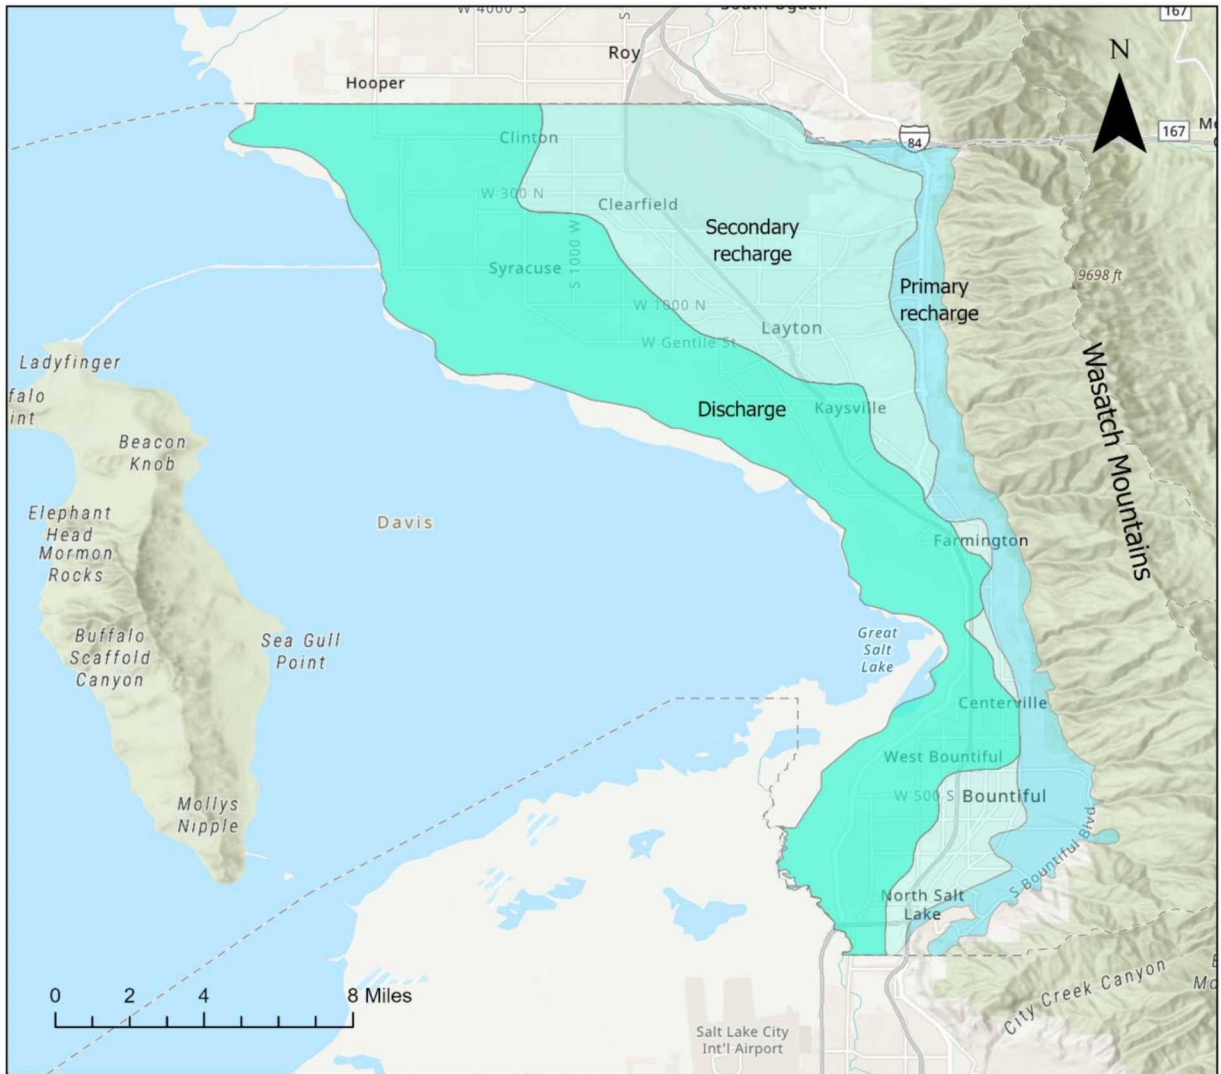 W 4000 S
S
South Ogden
167
Roy
Hooper
N
Clinton
84
167
W 300 N
Clearfield
Secondary
recharge
S 1000 W
Syracuse
9698 ft
Primary
recharge
W 1000 N
Layton
W Gentile St
Ladyfinger
Wasatch Mountains
Discharge
Kaysville
Beacon
Knob
Elephant
Head
Mormon
Rocks
Davis
Farmington
Buffalo
Scaffold
Canyon
Sea Gull
Point
Great
Salt
Lake
Centerville
West Bountiful
W 500 S
Bountiful
Mollys
Nipple
S Bountiful Blvd
North Salt
Lake
City Creek Canyon
0 2 4 8 Miles
Salt Lake City
Int'l Airport